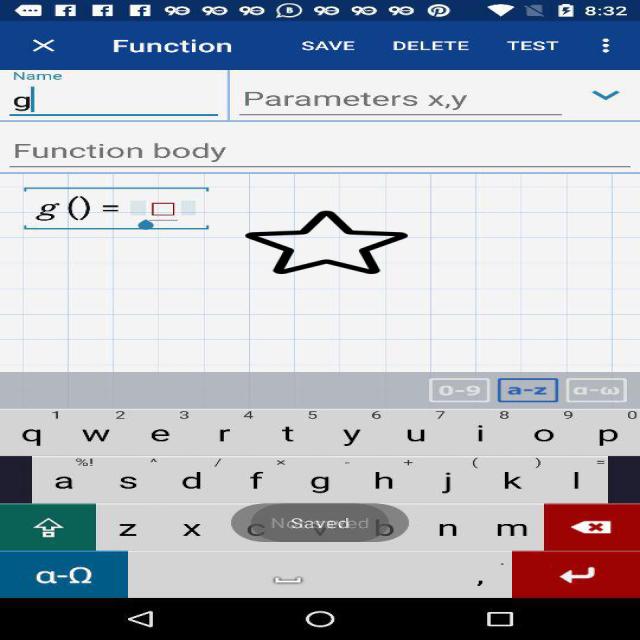 8:32
Function SAVE DELETE TEST
Name
g Parameters x,y
Function body
g () =
0-9 a-z α-ω
1 2 3 4 5 6 7 8 9 0
q w e r t y u i o p
%! ^ / × - + ( ) =
a s d f g h j k l
z x c v b n m
Saved
α-Ω , .